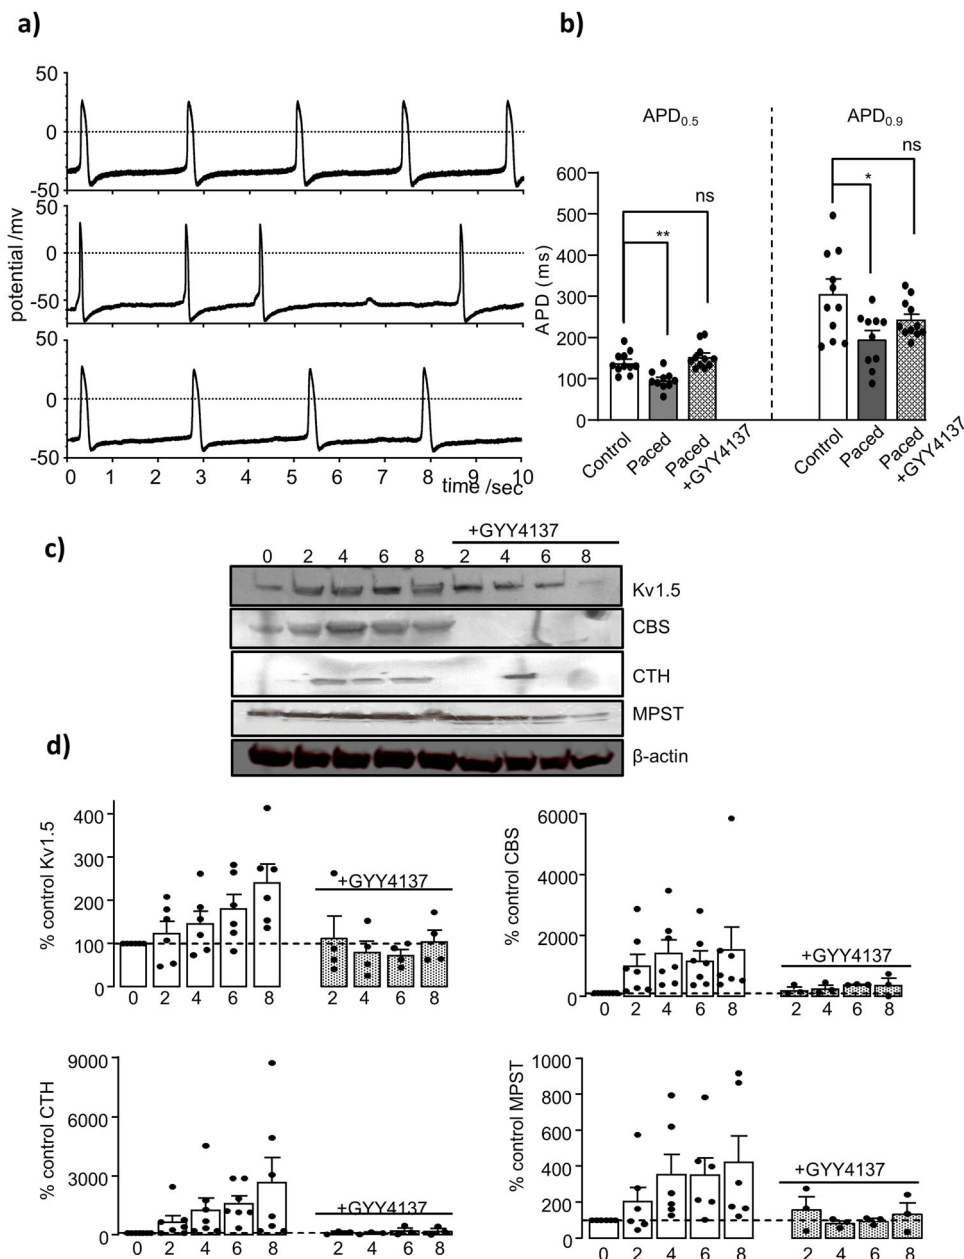 a)
b)
50
0
-50
50
0
-50
50
0
-50
potential /mv
0 1 2 3 4 5 6 7 8 9 10
time /sec
APD0.5
APD0.9
ns
**
ns
*
600
500
400
300
200
100
0
APD (ms)
Control
Paced
Paced
+GYY4137
Control
Paced
Paced
+GYY4137
c)
+GYY4137
0 2 4 6 8 2 4 6 8
Kv1.5
CBS
CTH
MPST
β-actin
d)
% control Kv1.5
400
300
200
100
0
+GYY4137
0 2 4 6 8 2 4 6 8
% control CBS
6000
4000
2000
0
+GYY4137
0 2 4 6 8 2 4 6 8
% control CTH
9000
6000
3000
0
+GYY4137
0 2 4 6 8 2 4 6 8
% control MPST
1000
800
600
400
200
0
+GYY4137
0 2 4 6 8 2 4 6 8